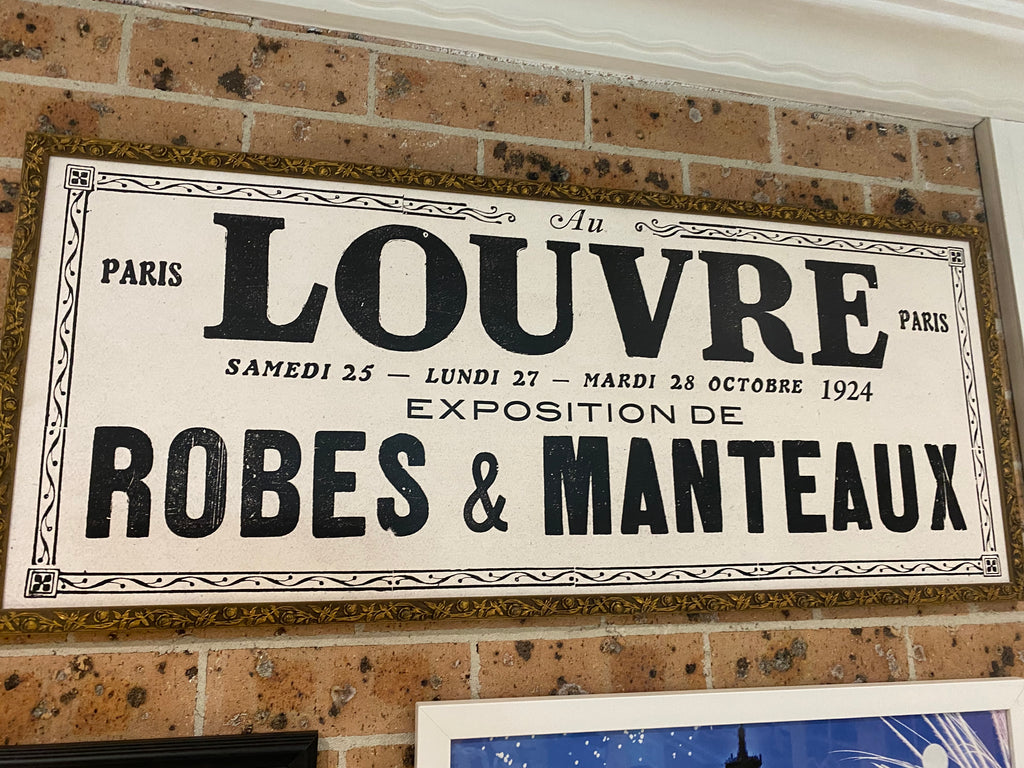 Au
PARIS LOUVRE PARIS
SAMEDI 25 — LUNDI 27 — MARDI 28 OCTOBRE 1924
EXPOSITION DE
ROBES & MANTEAUX